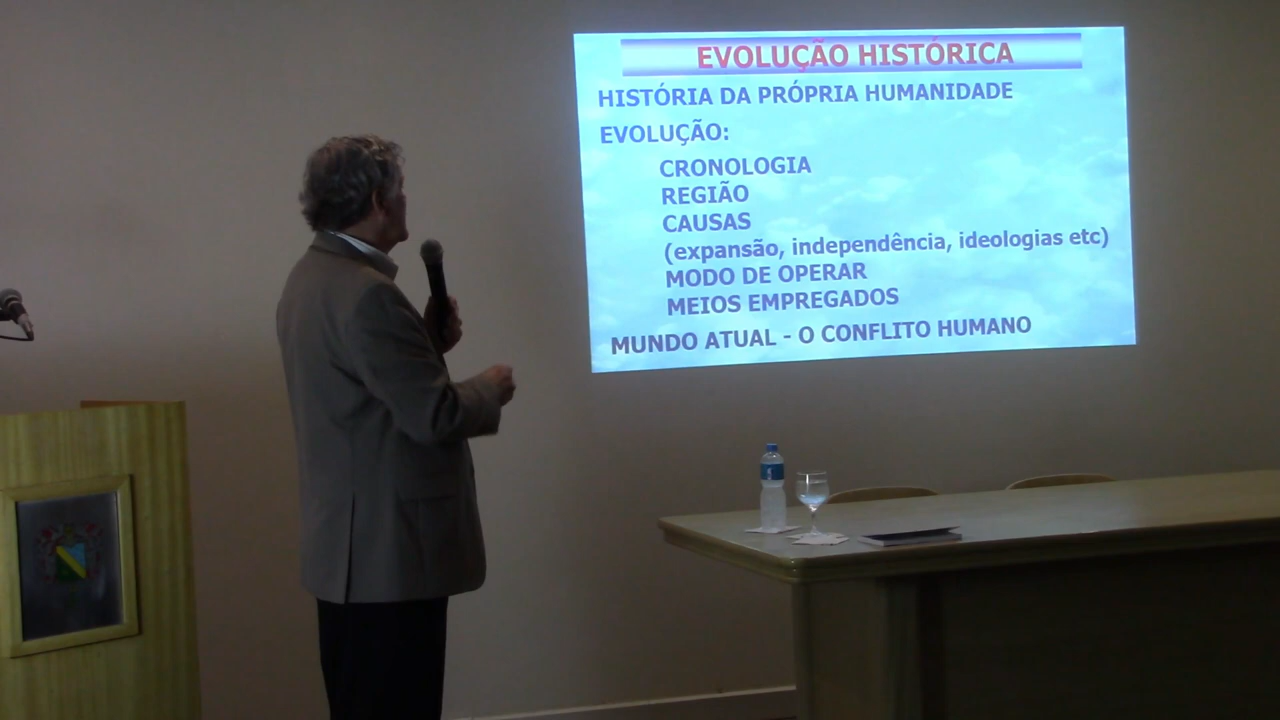 EVOLUÇÃO HISTÓRICA
HISTÓRIA DA PRÓPRIA HUMANIDADE
EVOLUÇÃO:
CRONOLOGIA
REGIÃO
CAUSAS
(expansão, independência, ideologias etc)
MODO DE OPERAR
MEIOS EMPREGADOS
MUNDO ATUAL - O CONFLITO HUMANO